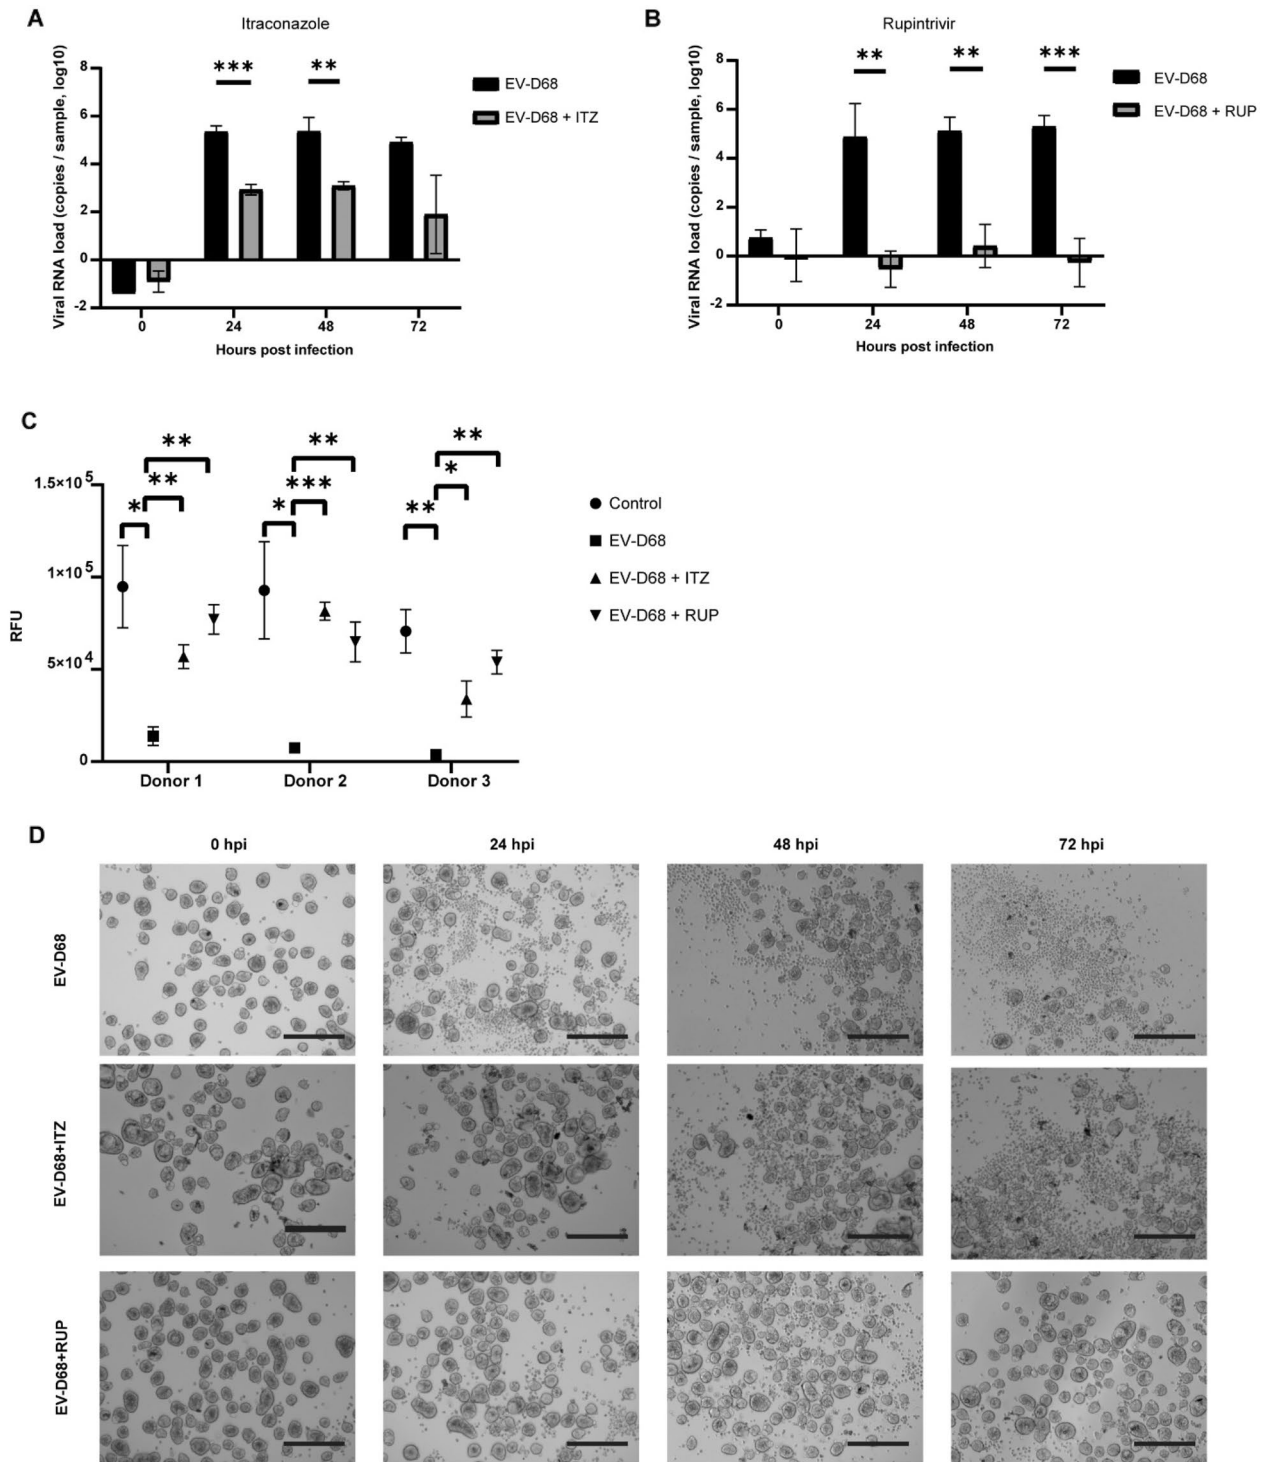 A
Itraconazole
Viral RNA load (copies / sample, log10)
8
6
4
2
0
-2
***
**
0 24 48 72
Hours post infection
EV-D68
EV-D68 + ITZ
B
Rupintrivir
Viral RNA load (copies / sample, log10)
8
6
4
2
0
-2
**
**
***
0 24 48 72
Hours post infection
EV-D68
EV-D68 + RUP
C
RFU
1.5×10^5
1×10^5
5×10^4
0
**
**
*
**
***
*
**
*
**
Donor 1 Donor 2 Donor 3
Control
EV-D68
EV-D68 + ITZ
EV-D68 + RUP
D
0 hpi 24 hpi 48 hpi 72 hpi
EV-D68
EV-D68+ITZ
EV-D68+RUP